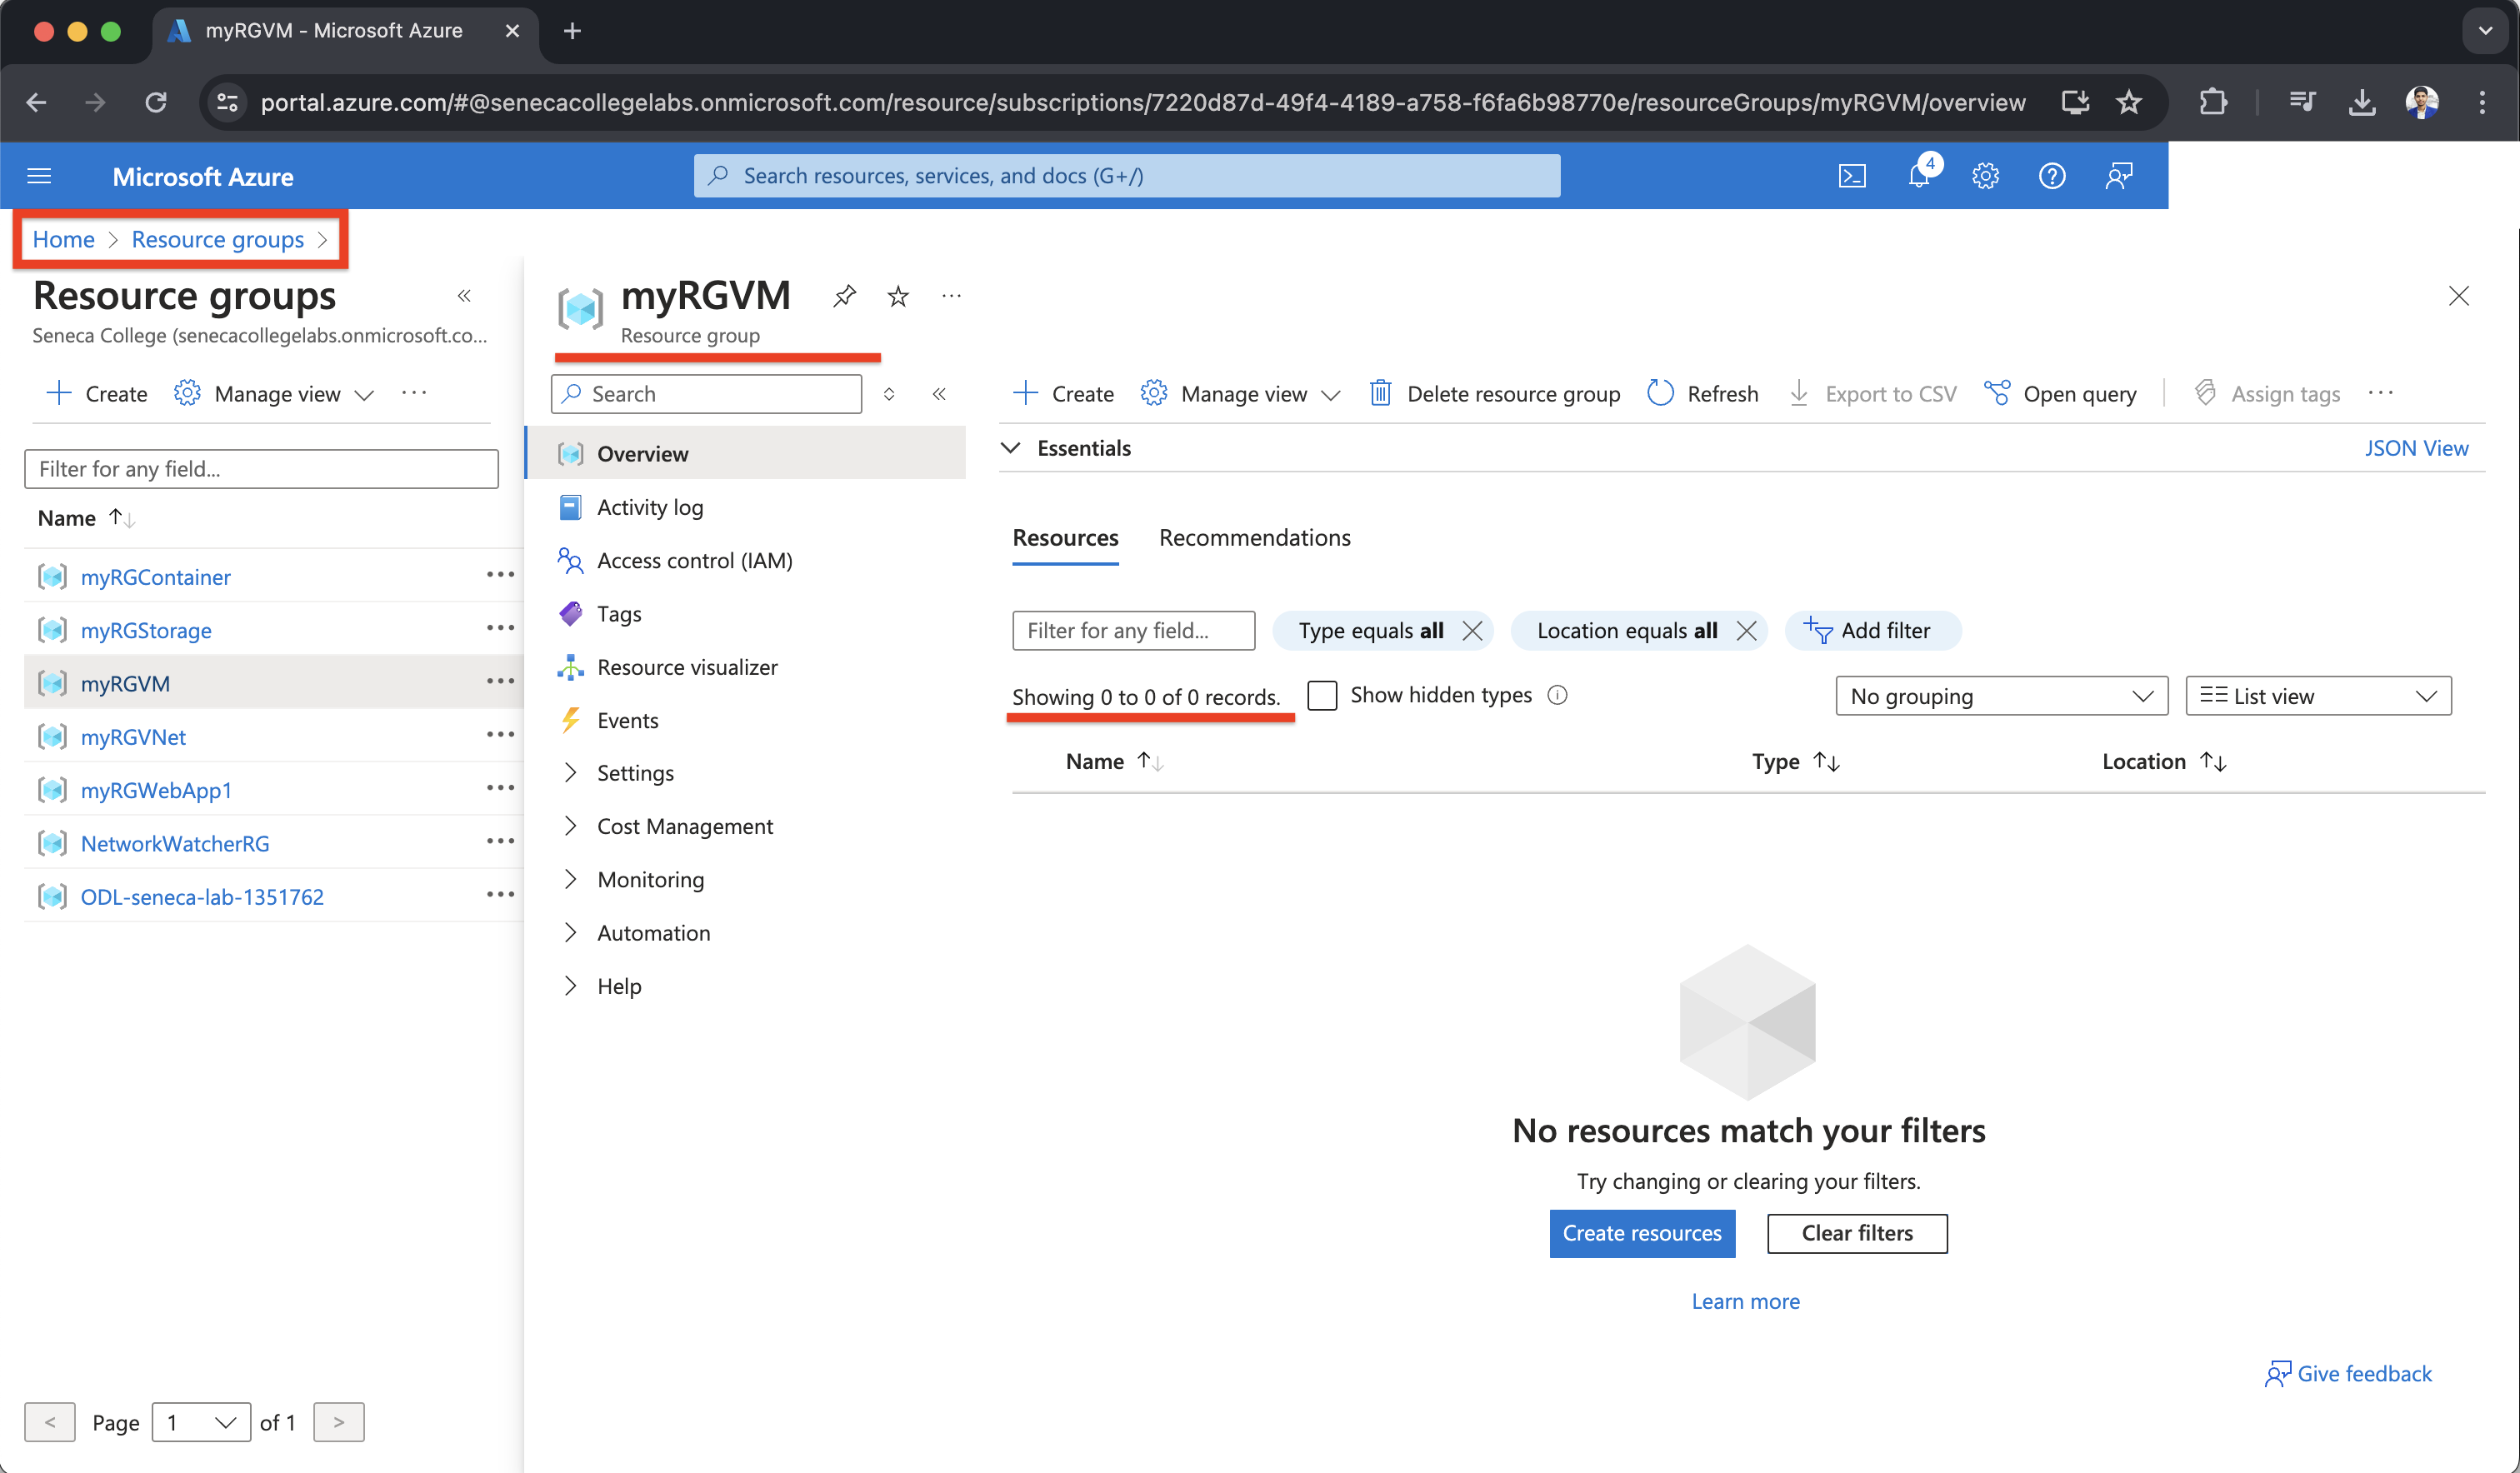 myRGVM - Microsoft Azure
portal.azure.com/#@senecacollegelabs.onmicrosoft.com/resource/subscriptions/7220d87d-49f4-4189-a758-f6fa6b98770e/resourceGroups/myRGVM/overview
Microsoft Azure
Search resources, services, and docs (G+/)
4
Home > Resource groups >
Resource groups
Seneca College (senecacollegelabs.onmicrosoft.co...
Create
Manage view
Filter for any field...
Name
myRGContainer
myRGStorage
myRGVM
myRGVNet
myRGWebApp1
NetworkWatcherRG
ODL-seneca-lab-1351762
< Page 1 of 1 >
myRGVM
Resource group
Search
Overview
Activity log
Access control (IAM)
Tags
Resource visualizer
Events
Settings
Cost Management
Monitoring
Automation
Help
Create
Manage view
Delete resource group
Refresh
Export to CSV
Open query
Assign tags
Essentials
JSON View
Resources
Recommendations
Filter for any field...
Type equals all
Location equals all
Add filter
Showing 0 to 0 of 0 records.
Show hidden types
No grouping
List view
Name
Type
Location
No resources match your filters
Try changing or clearing your filters.
Create resources
Clear filters
Learn more
Give feedback